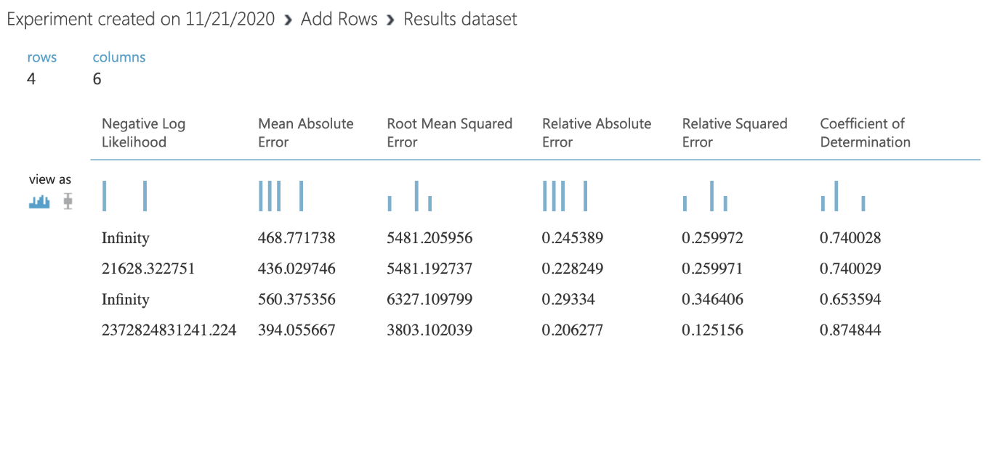 Experiment created on 11/21/2020 › Add Rows › Results dataset
rows columns
4 6
Negative Log Mean Absolute Root Mean Squared Relative Absolute Relative Squared Coefficient of
Likelihood Error Error Error Error Determination
view as
Infinity 468.771738 5481.205956 0.245389 0.259972 0.740028
21628.322751 436.029746 5481.192737 0.228249 0.259971 0.740029
Infinity 560.375356 6327.109799 0.29334 0.346406 0.653594
2372824831241.224 394.055667 3803.102039 0.206277 0.125156 0.874844